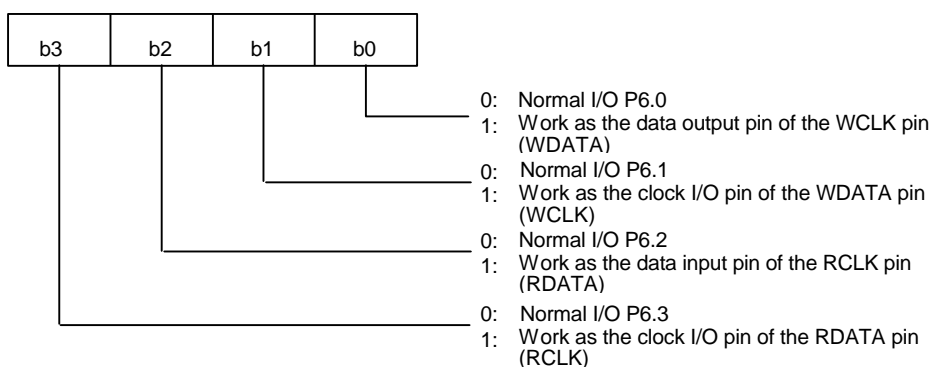 b3 b2 b1 b0
0: Normal I/O P6.0
1: Work as the data output pin of the WCLK pin
(WDATA)
0: Normal I/O P6.1
1: Work as the clock I/O pin of the WDATA pin
(WCLK)
0: Normal I/O P6.2
1: Work as the data input pin of the RCLK pin
(RDATA)
0: Normal I/O P6.3
1: Work as the clock I/O pin of the RDATA pin
(RCLK)